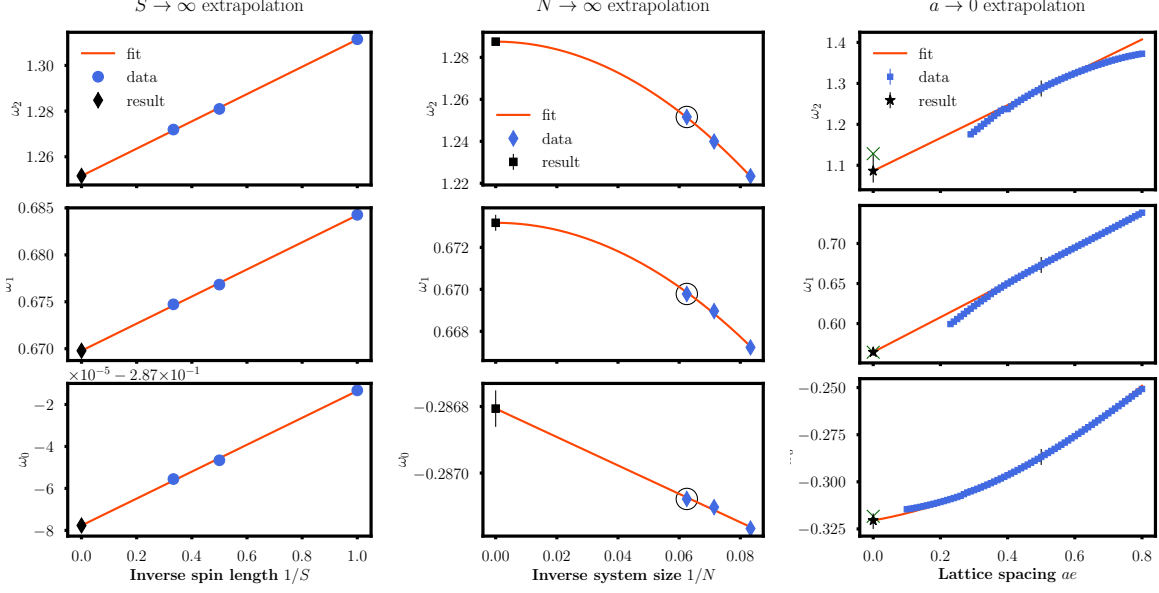 S → ∞ extrapolation
N → ∞ extrapolation
a → 0 extrapolation
ω₂
1.30
1.28
1.26
fit
data
result
ω₂
1.28
1.26
1.24
1.22
fit
data
result
ω₂
1.4
1.3
1.2
1.1
fit
data
result
ω₁
0.685
0.680
0.675
0.670
ω₁
0.672
0.670
0.668
ω₁
0.70
0.60
×10⁻⁵ − 2.87×10⁻¹
ω₀
−2
−4
−6
−8
0.0 0.2 0.4 0.6 0.8 1.0
Inverse spin length 1/S
ω₀
−0.2868
−0.2870
0.00 0.02 0.04 0.06 0.08
Inverse system size 1/N
−0.250
−0.275
−0.300
−0.325
0.0 0.2 0.4 0.6 0.8
Lattice spacing ae